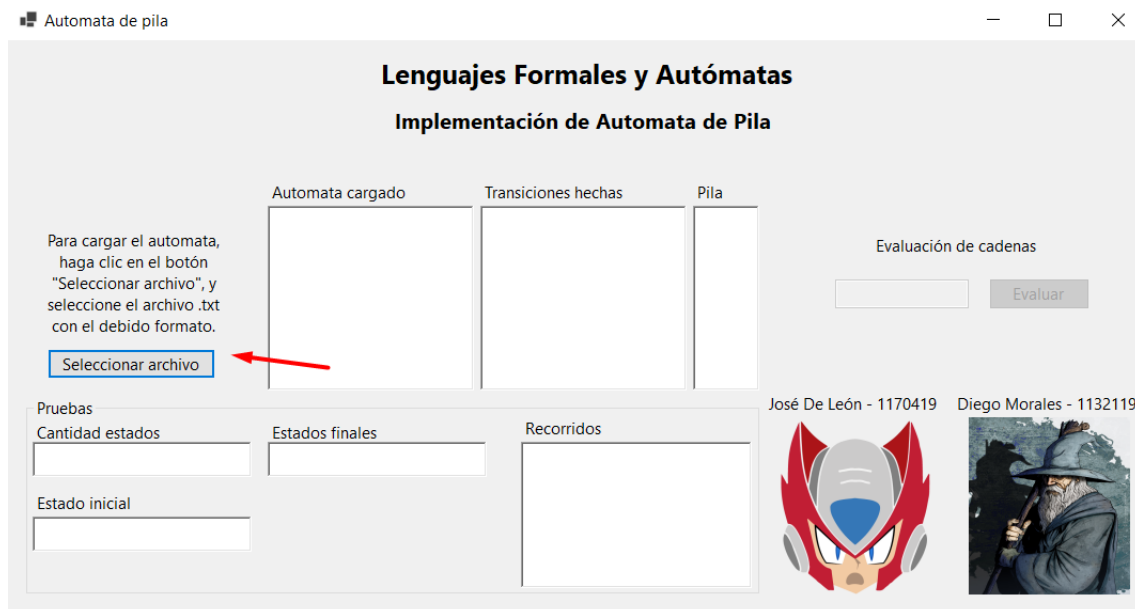 Automata de pila
Lenguajes Formales y Autómatas
Implementación de Automata de Pila
Automata cargado
Transiciones hechas
Pila
Para cargar el automata,
haga clic en el botón
"Seleccionar archivo", y
seleccione el archivo .txt
con el debido formato.
Seleccionar archivo
Evaluación de cadenas
Evaluar
Pruebas
Cantidad estados
Estados finales
Recorridos
Estado inicial
José De León - 1170419
Diego Morales - 1132119